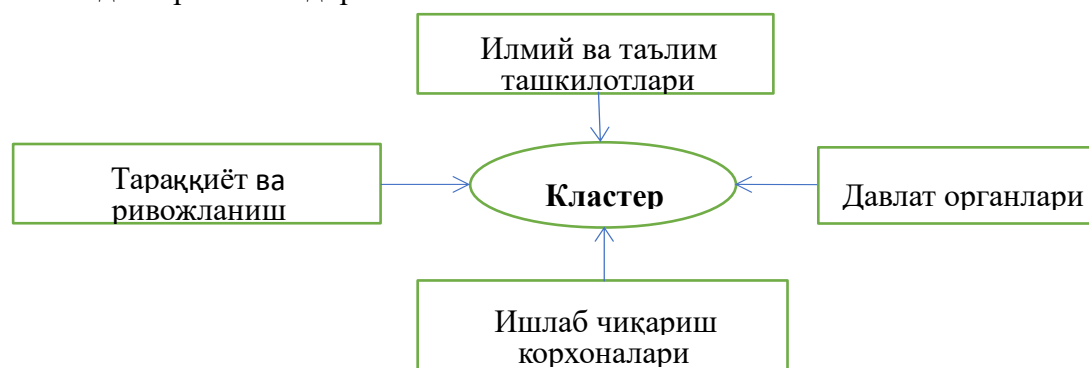 Илмий ва таълим
ташкилотлари
Тараққиёт ва
ривожланиш
Кластер
Давлат органлари
Ишлаб чиқариш
корхоналари